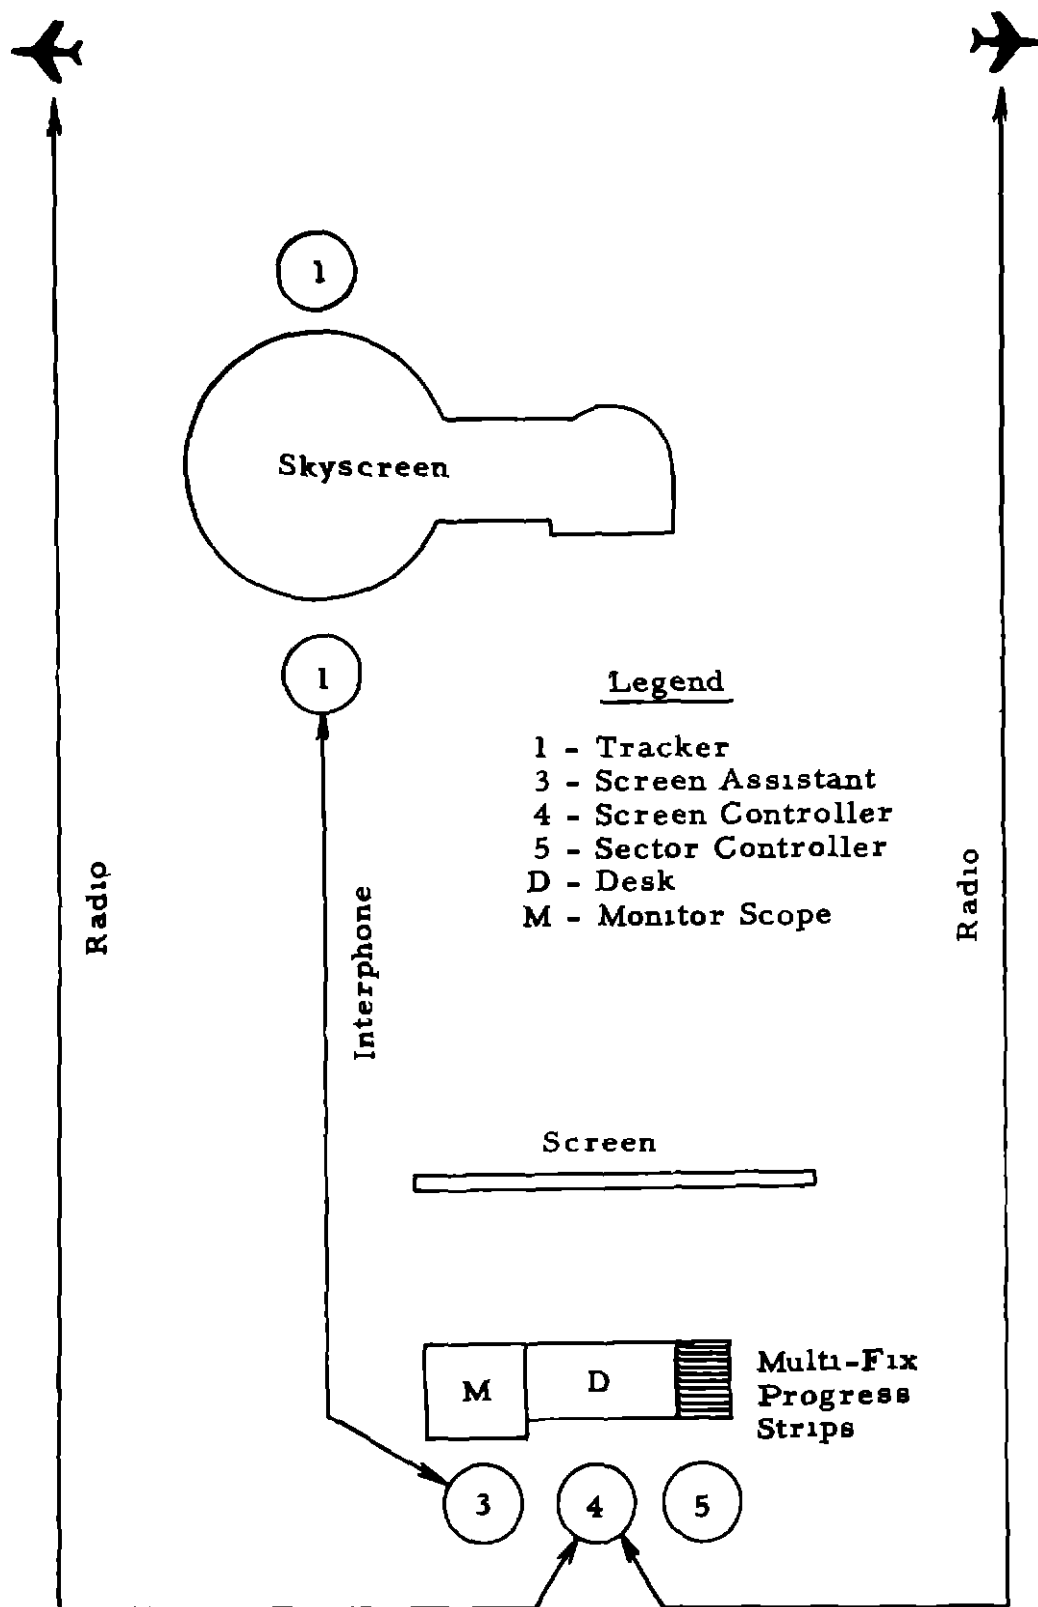 1
Skyscreen
1
Legend
1 - Tracker
3 - Screen Assistant
4 - Screen Controller
5 - Sector Controller
D - Desk
M - Monitor Scope
Radio
Interphone
Radio
Screen
M
D
Multi-Fix
Progress
Strips
3
4
5